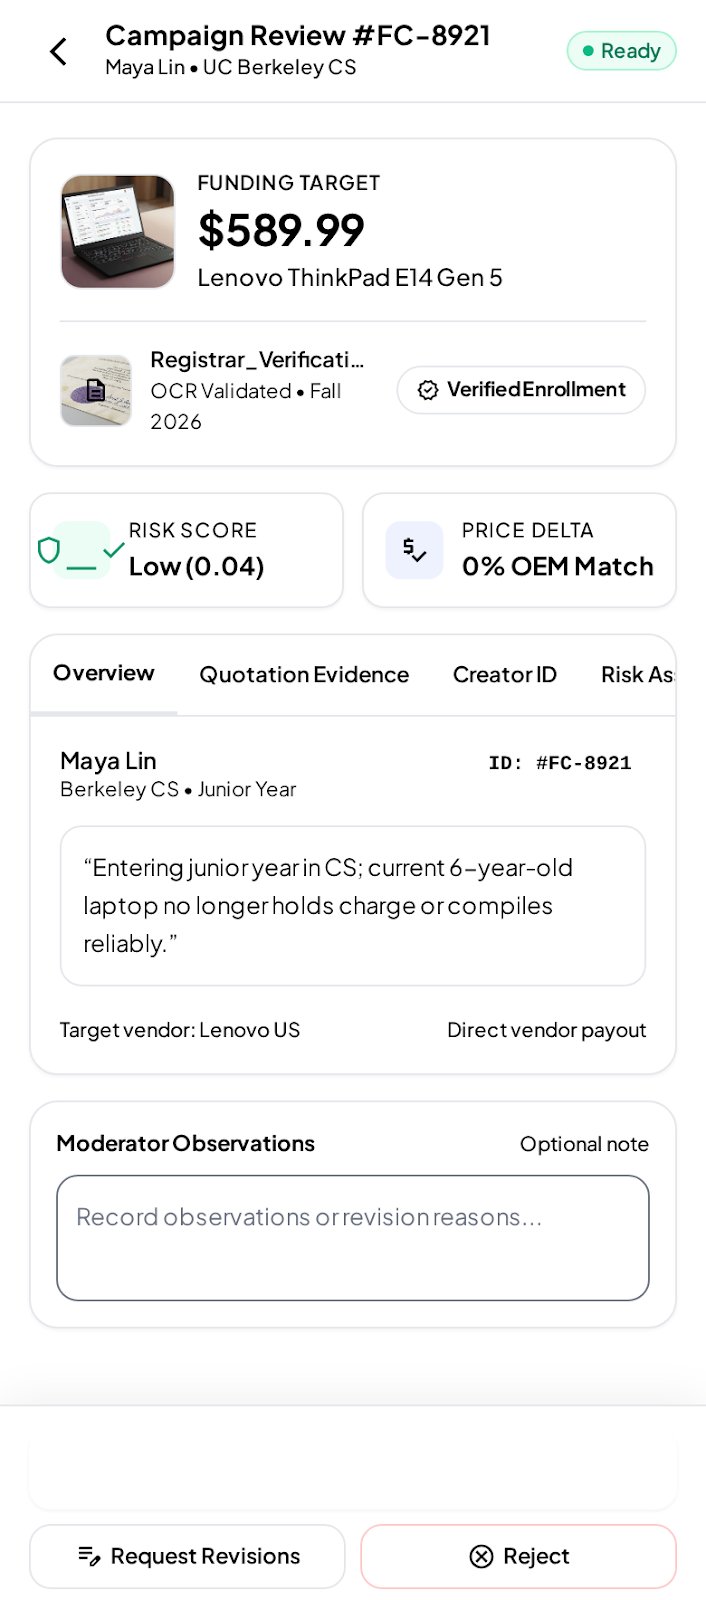 Campaign Review #FC-8921
Maya Lin • UC Berkeley CS
Ready
FUNDING TARGET
$589.99
Lenovo ThinkPad E14 Gen 5
Registrar_Verificati...
OCR Validated • Fall
2026
Verified Enrollment
RISK SCORE
Low (0.04)
PRICE DELTA
0% OEM Match
Overview
Quotation Evidence
Creator ID
Risk As
Maya Lin
ID: #FC-8921
Berkeley CS • Junior Year
“Entering junior year in CS; current 6-year-old
laptop no longer holds charge or compiles
reliably.”
Target vendor: Lenovo US
Direct vendor payout
Moderator Observations
Optional note
Record observations or revision reasons...
Request Revisions
Reject